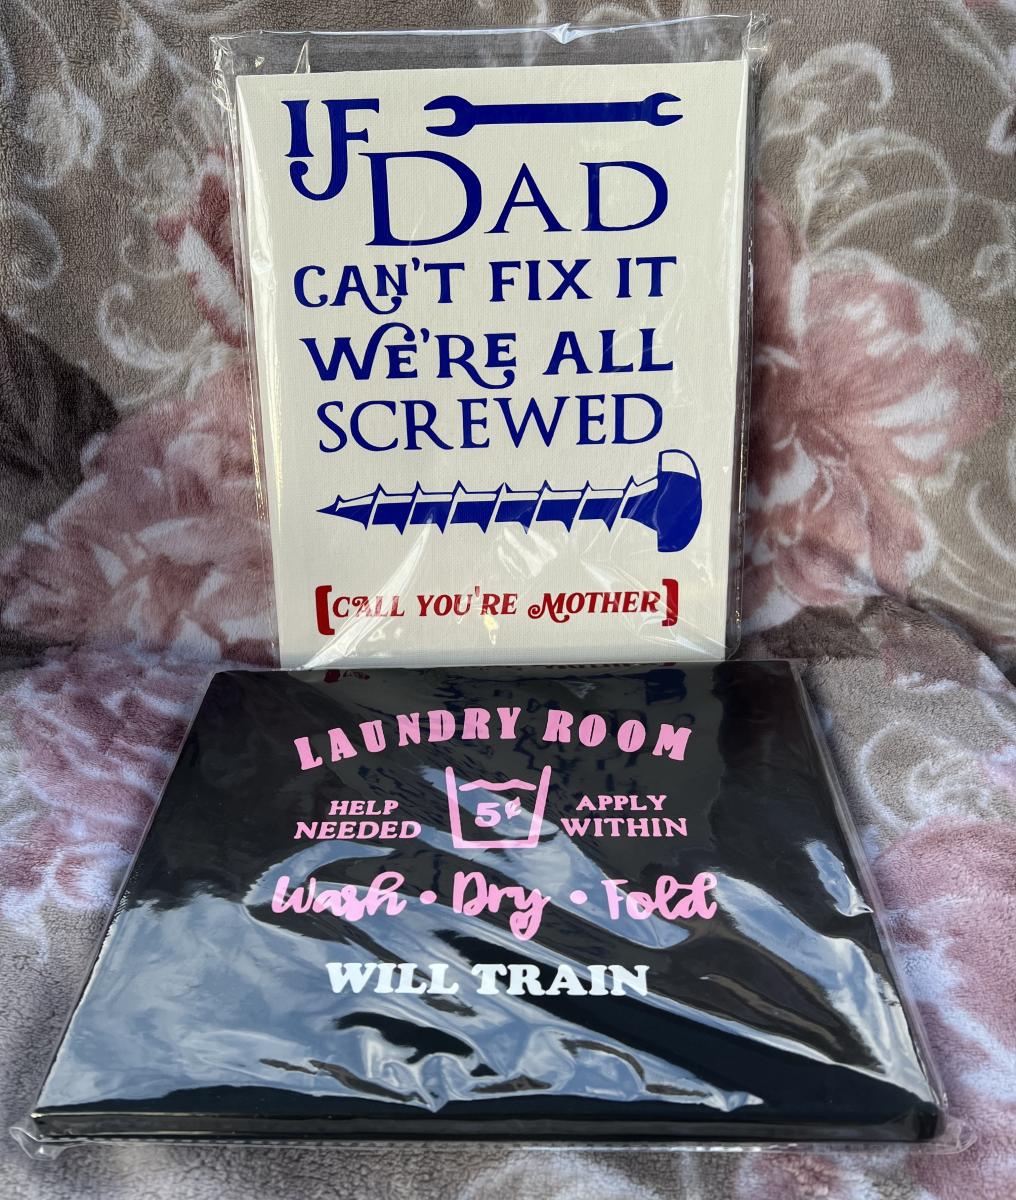 IF
DAD
CAN'T FIX IT
WE'RE ALL
SCREWED
[CALL YOU'RE MOTHER]
LAUNDRY ROOM
HELP
NEEDED
5¢
APPLY
WITHIN
Wash • Dry • Fold
WILL TRAIN